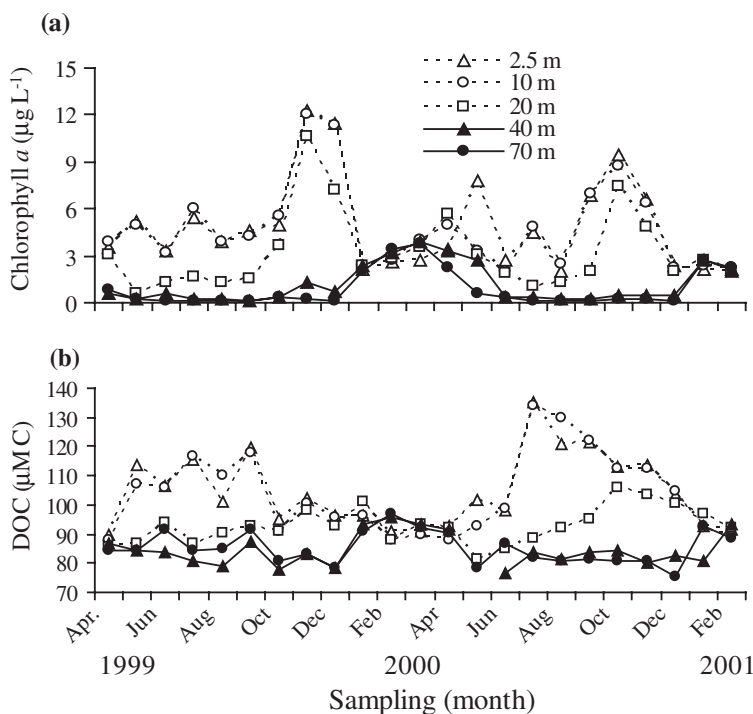 (a)
Chlorophyll a (µg L-1)
15
12
9
6
3
0
2.5 m
10 m
20 m
40 m
70 m
(b)
DOC (µM C)
140
130
120
110
100
90
80
70
Apr.
Jun
Aug
Oct
Dec
Feb
Apr
Jun
Aug
Oct
Dec
Feb
1999
2000
2001
Sampling (month)